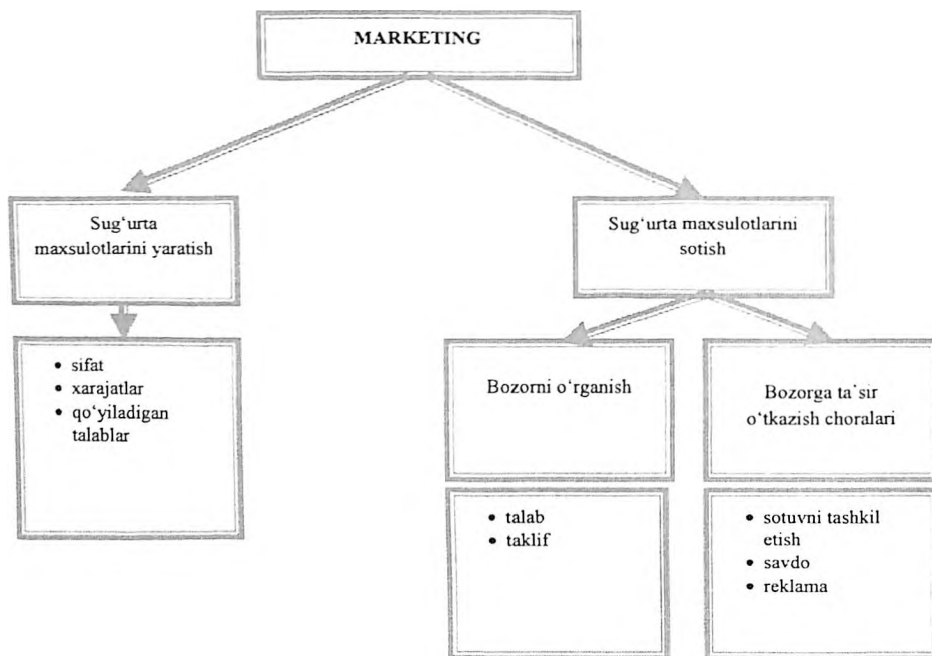 MARKETING
Sug‘urta
maxsulotlarini yaratish
Sug‘urta maxsulotlarini
sotish
• sifat
• xarajatlar
• qo‘yiladigan
talablar
Bozorni o‘rganish
Bozorga ta`sir
o‘tkazish choralari
• talab
• taklif
• sotuvni tashkil
etish
• savdo
• reklama